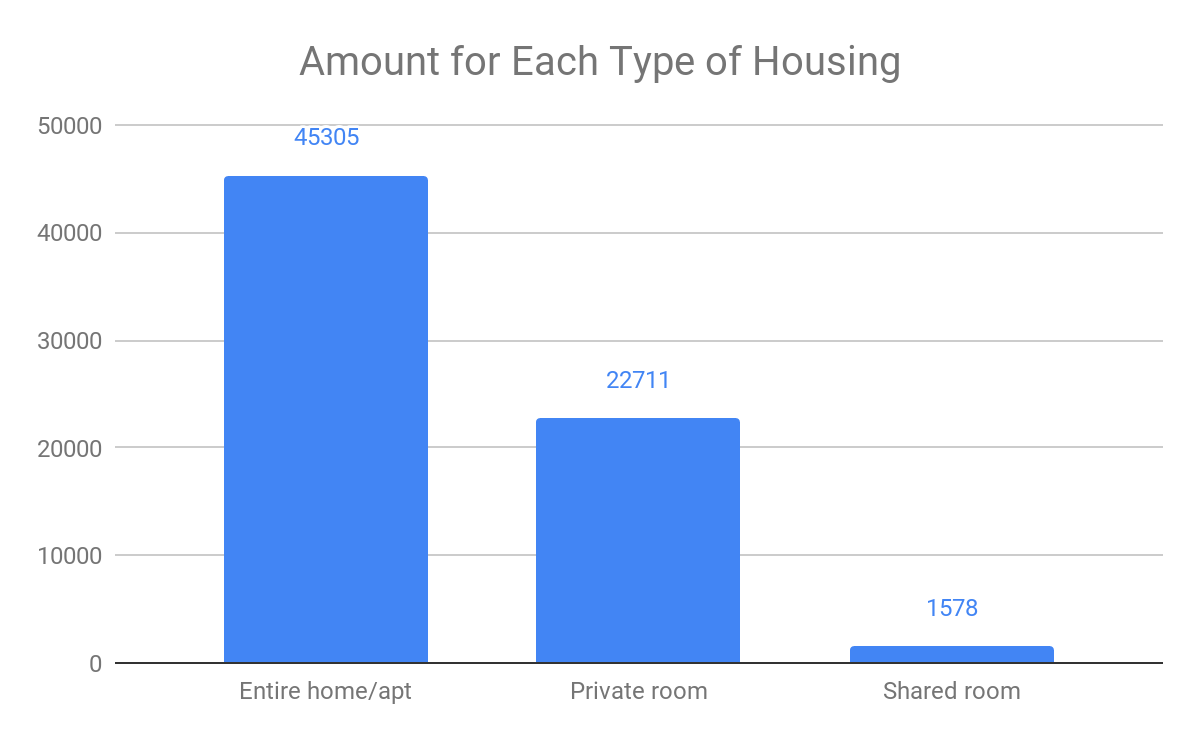 Amount for Each Type of Housing
50000
45305
40000
30000
22711
20000
10000
1578
0
Entire home/apt
Private room
Shared room